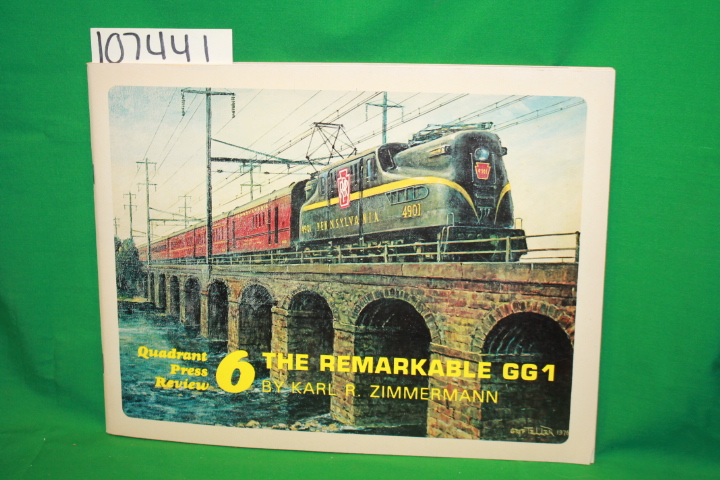 107441
PENNSYLVANIA
4901
Quadrant
Press
Review
6
THE REMARKABLE GG1
BY KARL R. ZIMMERMANN